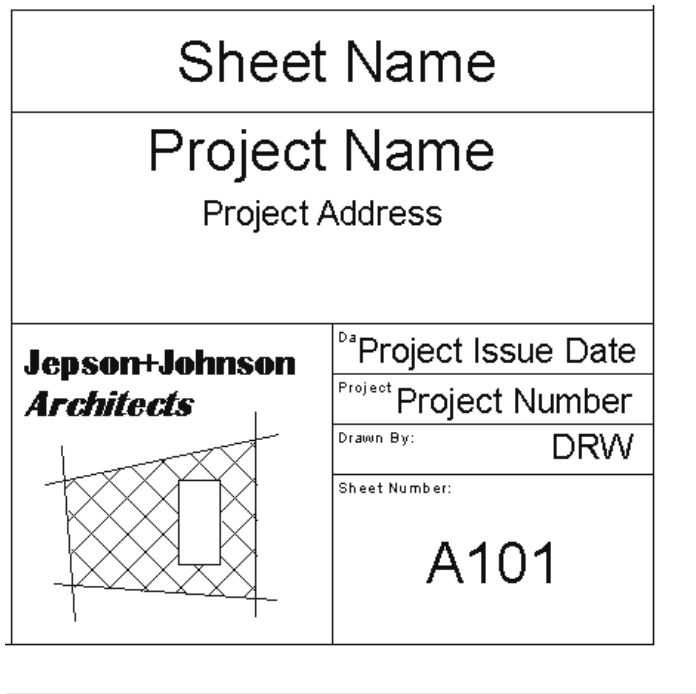 Sheet Name
Project Name
Project Address
Jepson+Johnson
Architects
Da
Project Issue Date
Project
Project Number
Drawn By:
DRW
Sheet Number:
A101